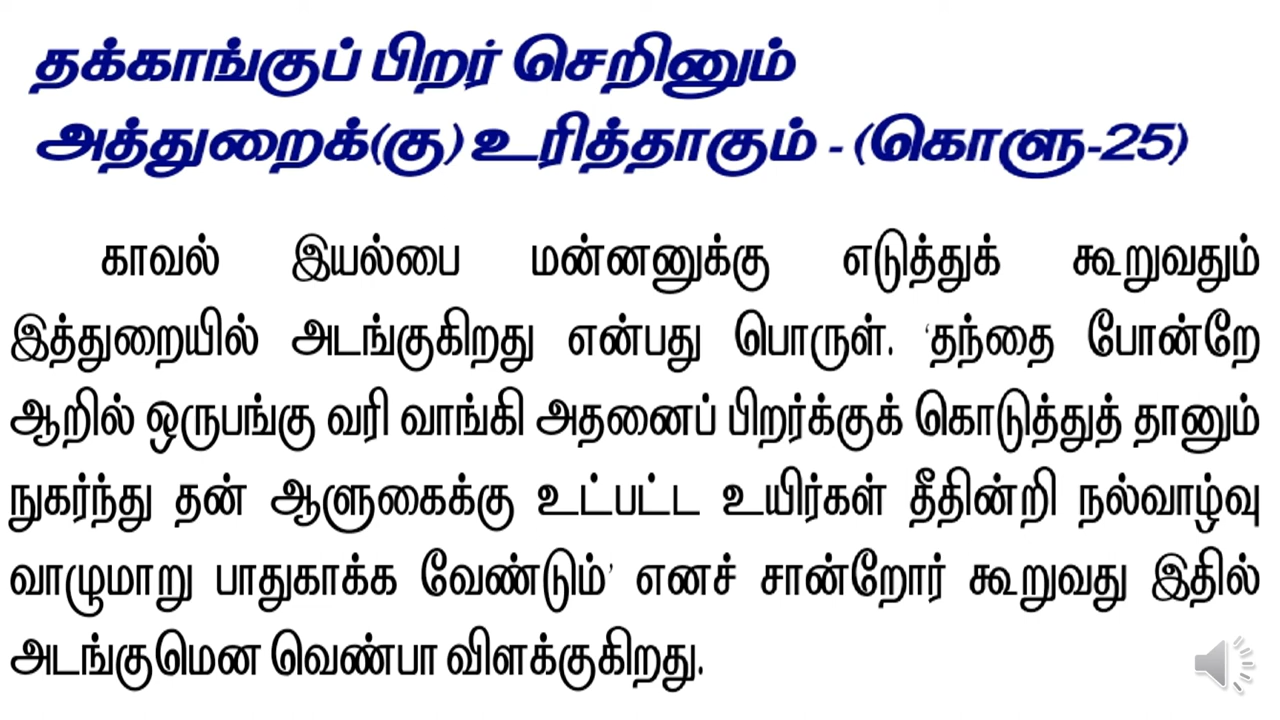 தக்காங்குப் பிறர் செறினும்
அத்துறைக்(கு) உரித்தாகும் - (கொளு-25)
காவல் இயல்பை மன்னனுக்கு எடுத்துக் கூறுவதும்
இத்துறையில் அடங்குகிறது என்பது பொருள். ‘தந்தை போன்றே
ஆறில் ஒருபங்கு வரி வாங்கி அதனைப் பிறர்க்குக் கொடுத்துத் தானும்
நுகர்ந்து தன் ஆளுகைக்கு உட்பட்ட உயிர்கள் தீதின்றி நல்வாழ்வு
வாழுமாறு பாதுகாக்க வேண்டும்’ எனச் சான்றோர் கூறுவது இதில்
அடங்குமென வெண்பா விளக்குகிறது.